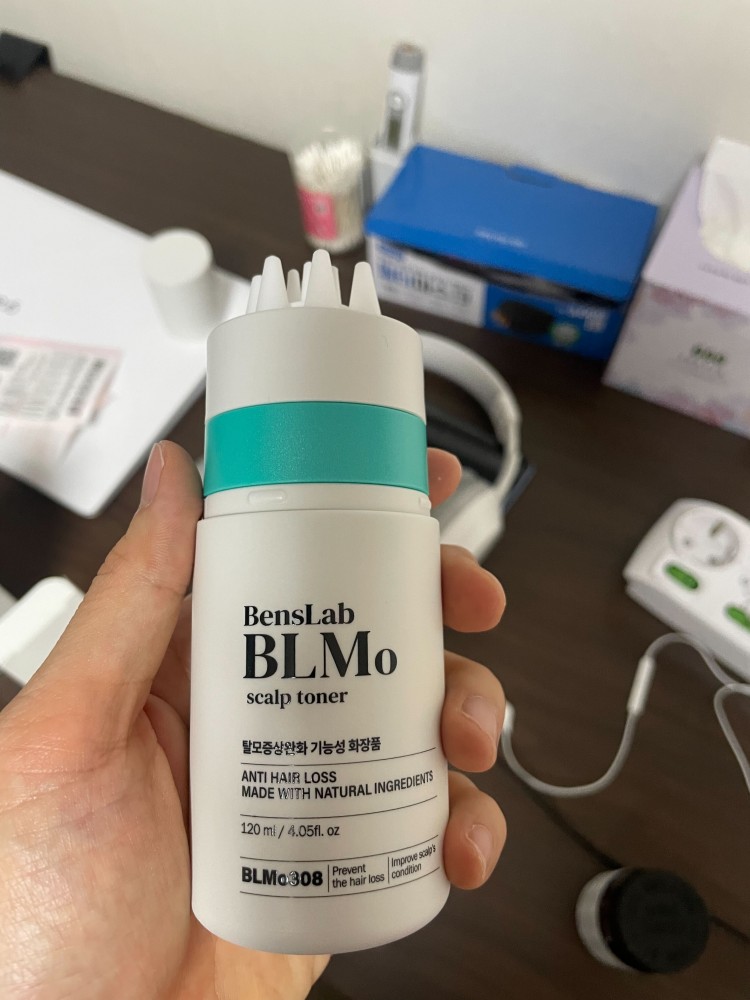 BensLab
BLMo
scalp toner
탈모증상완화 기능성 화장품
ANTI HAIR LOSS
MADE WITH NATURAL INGREDIENTS
120 ml / 4.05fl. oz
BLMo308
Prevent
the hair loss
Improve scalp's
condition